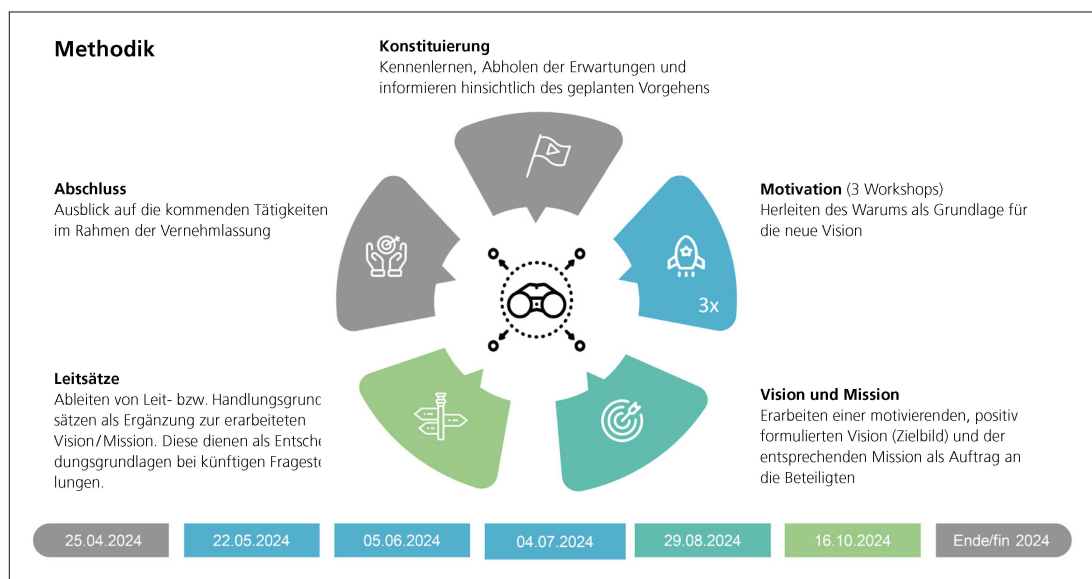 Methodik
Konstituierung
Kennenlernen, Abholen der Erwartungen und
informieren hinsichtlich des geplanten Vorgehens
Motivation (3 Workshops)
Herleiten des Warums als Grundlage für
die neue Vision
3x
Vision und Mission
Erarbeiten einer motivierenden, positiv
formulierten Vision (Zielbild) und der
entsprechenden Mission als Auftrag an
die Beteiligten
Leitsätze
Ableiten von Leit- bzw. Handlungsgrund
sätzen als Ergänzung zur erarbeiteten
Vision/Mission. Diese dienen als Entsche
dungsgrundlagen bei künftigen Frageste
lungen.
Abschluss
Ausblick auf die kommenden Tätigkeiten
im Rahmen der Vernehmlassung
25.04.2024
22.05.2024
05.06.2024
04.07.2024
29.08.2024
16.10.2024
Ende/fin 2024